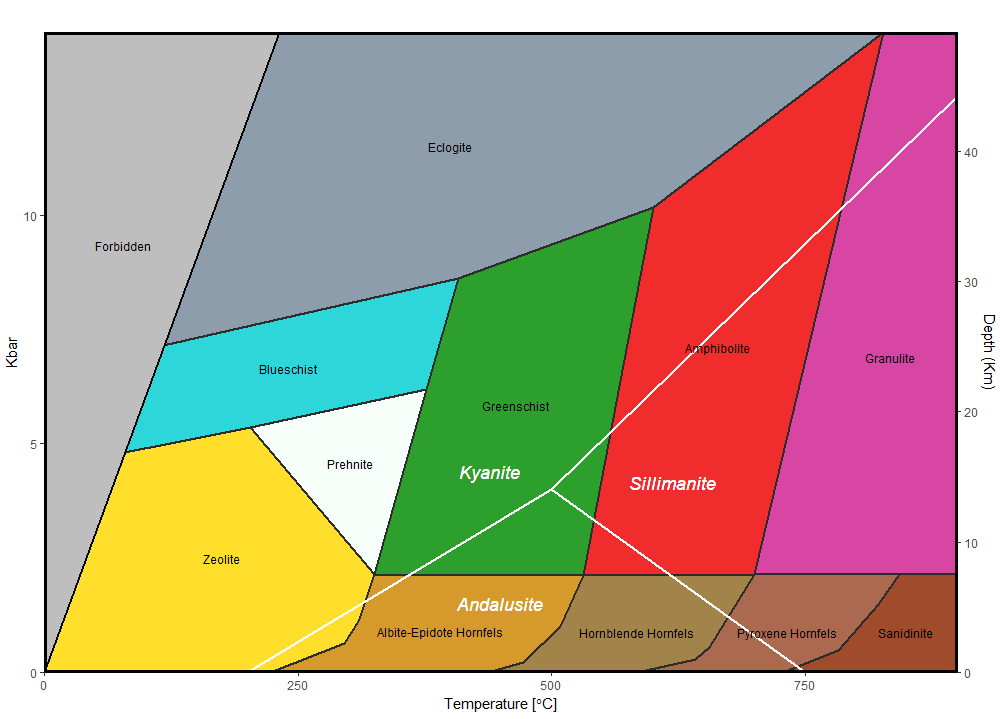 Eclogite
Forbidden
Blueschist
Prehnite
Zeolite
Greenschist
Kyanite
Amphibolite
Sillimanite
Granulite
Andalusite
Albite-Epidote Hornfels
Hornblende Hornfels
Pyroxene Hornfels
Sanidinite
Kbar
10
5
0
Depth (Km)
40
30
20
10
0
0
250
500
750
Temperature [°C]